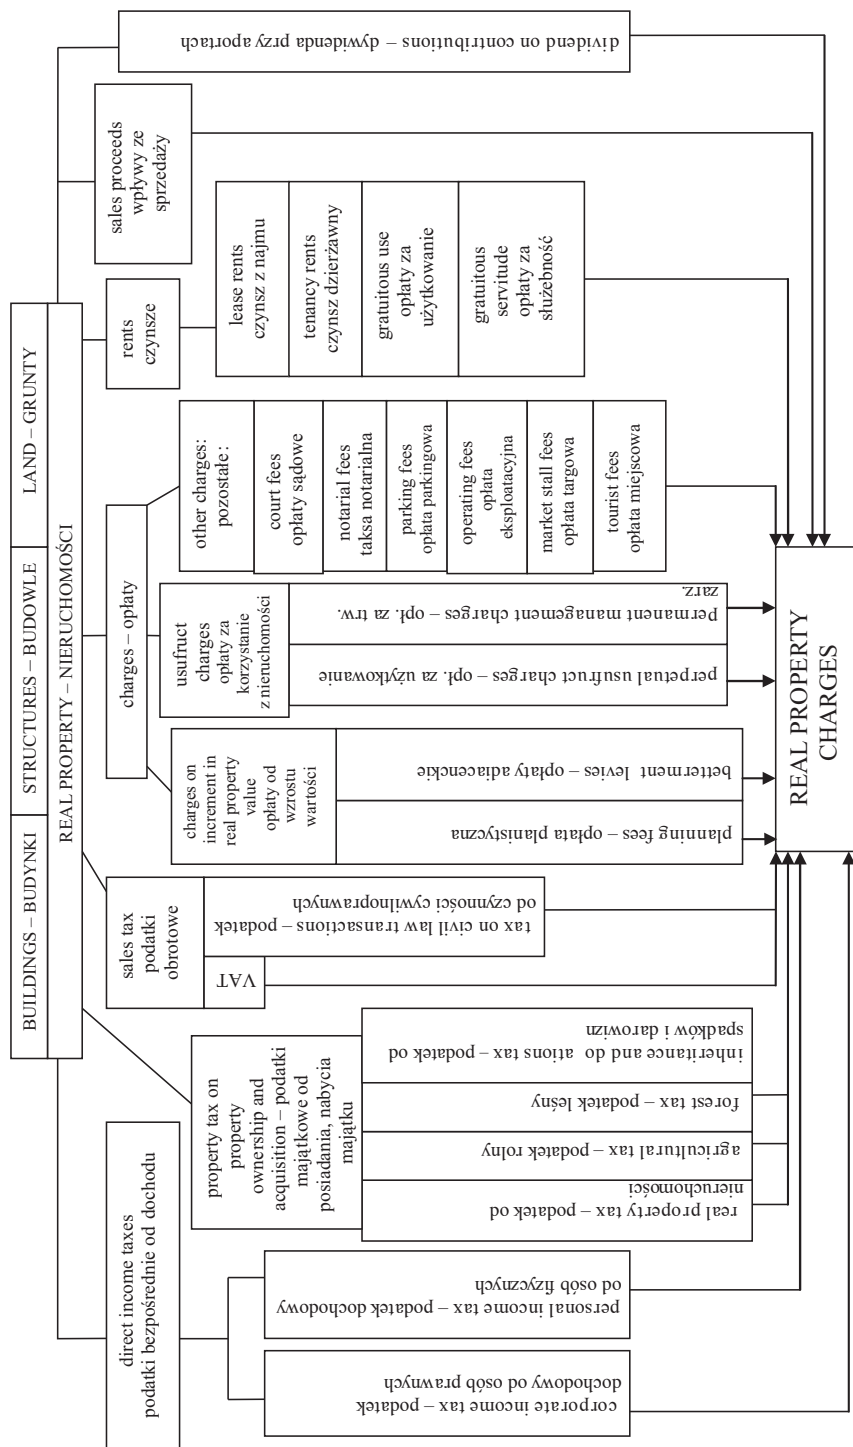 BUILDINGS – BUDYNKI
STRUCTURES – BUDOWLE
LAND – GRUNTY
REAL PROPERTY – NIERUCHOMOŚCI
direct income taxes
podatki bezpośrednie od dochodu
corporate income tax – podatek
dochodowy od osób prawnych
personal income tax – podatek dochodowy
od osób fizycznych
property tax on
property
ownership and
acquisition – podatki
majątkowe od
posiadania, nabycia
majątku
real property tax – podatek od
nieruchomości
agricultural tax – podatek rolny
forest tax – podatek leśny
inheritance and do ations tax – podatek od
spadków i darowizn
sales tax
podatki
obrotowe
VAT
tax on civil law transactions – podatek
od czynności cywilnoprawnych
charges – opłaty
charges on
increment in
real property
value
opłaty od
wzrostu
wartości
planning fees – opłata planistyczna
betterment levies – opłaty adiacenckie
usufruct
charges
opłaty za
korzystanie
z nieruchomości
perpetual usufruct charges – opł. za użytkowanie
Permanent management charges – opł. za trw.
zarz.
other charges:
pozostałe :
court fees
opłaty sądowe
notarial fees
taksa notarialna
parking fees
opłata parkingowa
operating fees
opłata
eksploatacyjna
market stall fees
opłata targowa
tourist fees
opłata miejscowa
rents
czynsze
lease rents
czynsz z najmu
tenancy rents
czynsz dzierżawny
gratuitous use
opłaty za
użytkowanie
gratuitous
servitude
opłaty za
służebność
sales proceeds
wpływy ze
sprzedaży
dividend on contributions – dywidenda przy aportach
REAL PROPERTY
CHARGES